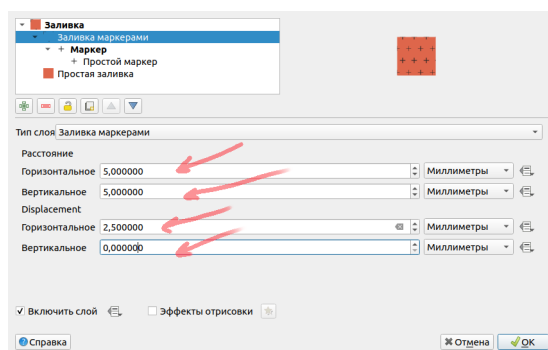 Заливка
Заливка маркерами
Маркер
Простой маркер
Простая заливка
Тип слоя Заливка маркерами
Расстояние
Горизонтальное 5,000000 Миллиметры
Вертикальное 5,000000 Миллиметры
Displacement
Горизонтальное 2,500000 Миллиметры
Вертикальное 0,000000 Миллиметры
Включить слой Эффекты отрисовки
Справка Отмена OK